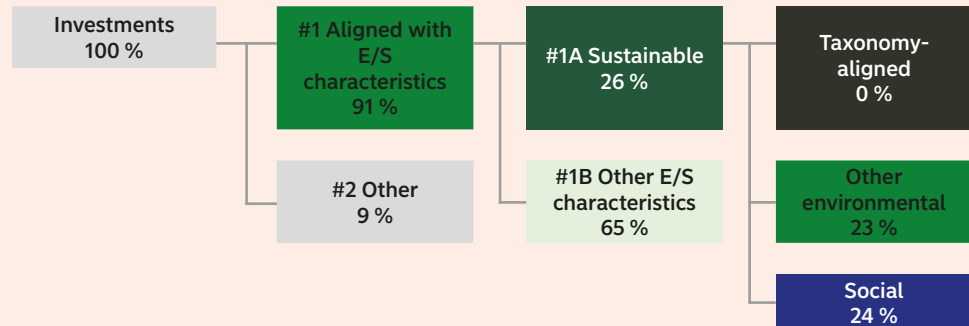 Investments
100 %
#1 Aligned with
E/S
characteristics
91 %
#2 Other
9 %
#1A Sustainable
26 %
#1B Other E/S
characteristics
65 %
Taxonomy-
aligned
0 %
Other
environmental
23 %
Social
24 %